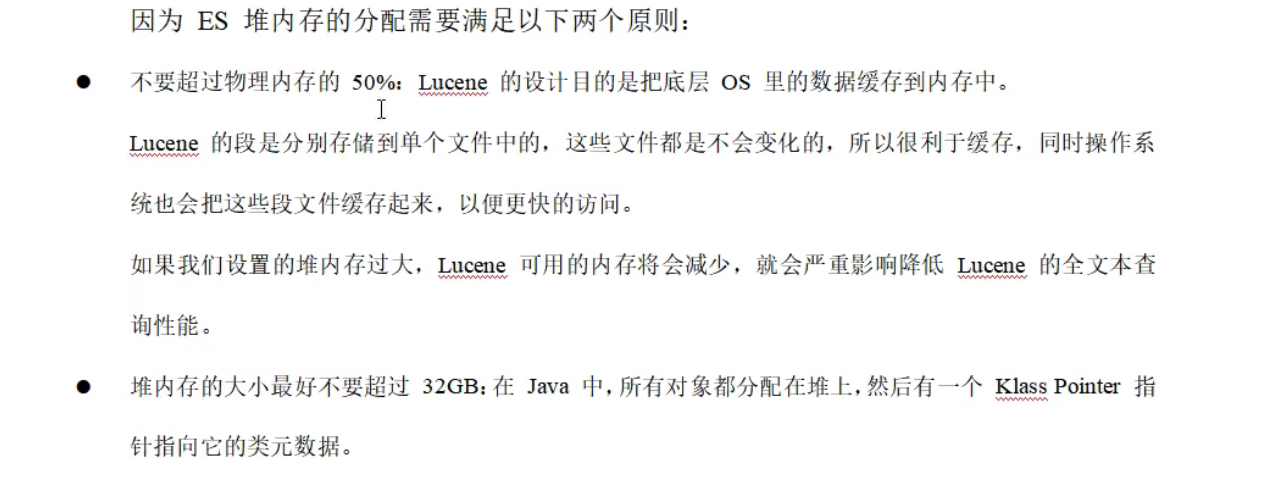 因为 ES 堆内存的分配需要满足以下两个原则：
● 不要超过物理内存的 50%：Lucene 的设计目的是把底层 OS 里的数据缓存到内存中。
Lucene 的段是分别存储到单个文件中的，这些文件都是不会变化的，所以很利于缓存，同时操作系
统也会把这些段文件缓存起来，以便更快的访问。
如果我们设置的堆内存过大，Lucene 可用的内存将会减少，就会严重影响降低 Lucene 的全文本查
询性能。
● 堆内存的大小最好不要超过 32GB：在 Java 中，所有对象都分配在堆上，然后有一个 Klass Pointer 指
针指向它的类元数据。